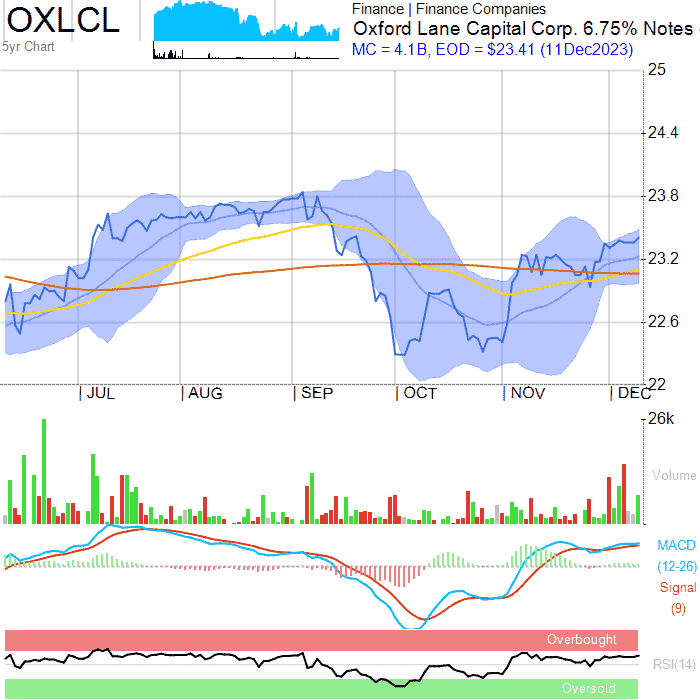 OXLCL
5yr Chart
Finance | Finance Companies
Oxford Lane Capital Corp. 6.75% Notes
MC = 4.1B, EOD = $23.41 (11Dec2023)
25
24.4
23.8
23.2
22.6
22
| JUL | AUG | SEP | OCT | NOV | DEC
26k
Volume
MACD
(12-26)
Signal
(9)
Overbought
RSI(14)
Oversold